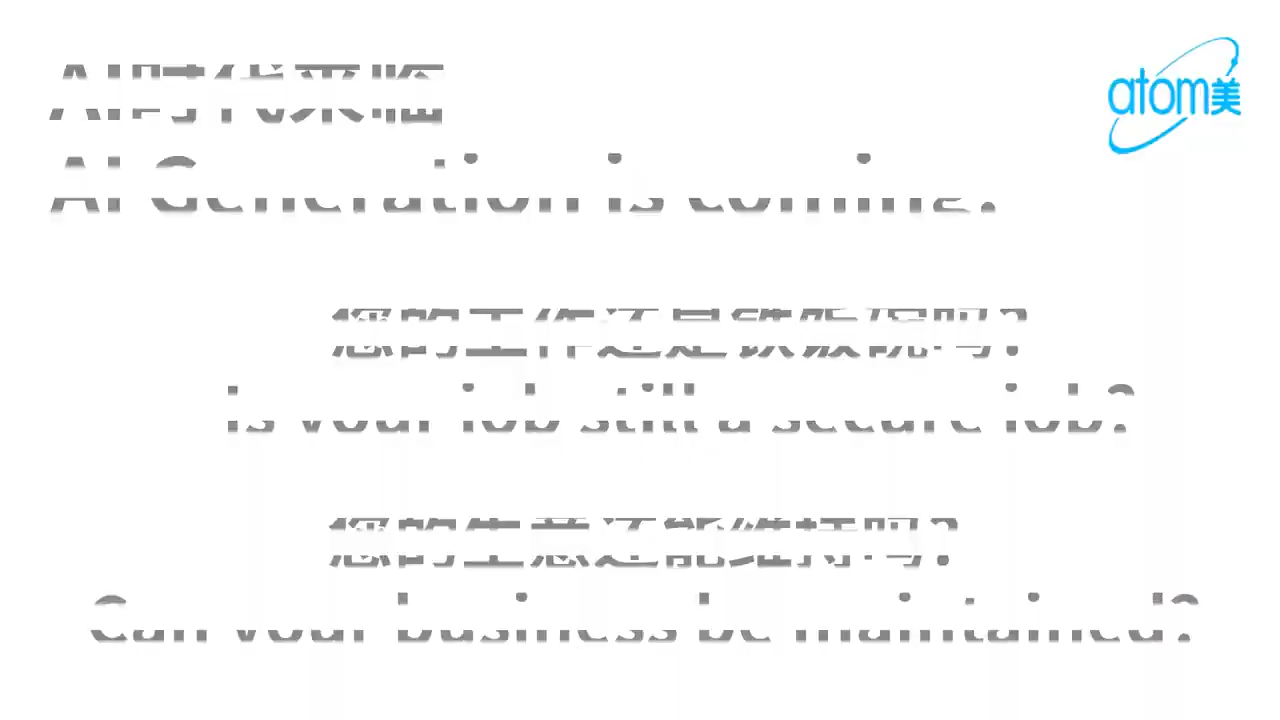 atom美
AI时代来临
AI Generation is coming.
您的工作还是铁饭碗吗?
Is your job still a secure job?
您的生意还能维持吗?
Can your business be maintained?